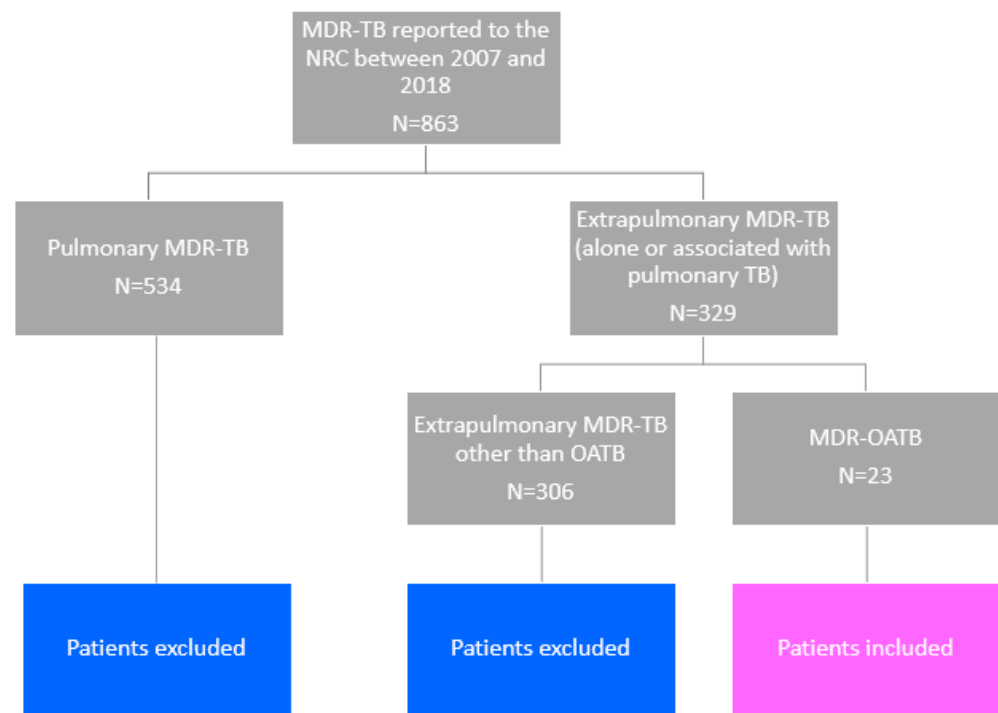 MDR-TB reported to the
NRC between 2007 and
2018
N=863
Pulmonary MDR-TB
N=534
Extrapulmonary MDR-TB
(alone or associated with
pulmonary TB)
N=329
Extrapulmonary MDR-TB
other than OATB
N=306
MDR-OATB
N=23
Patients excluded
Patients excluded
Patients included